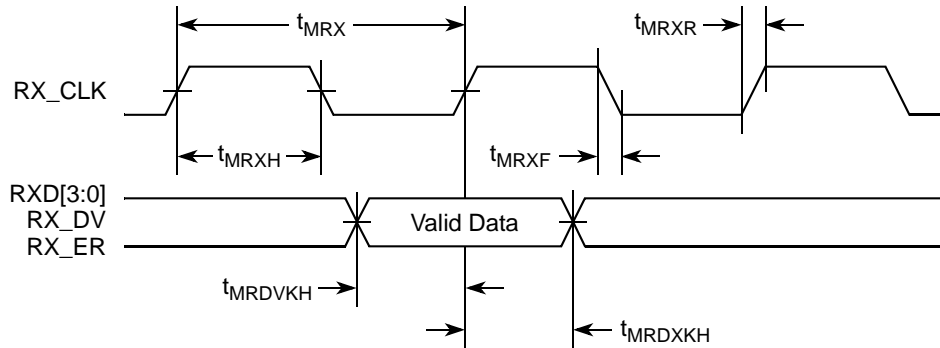 tMRX
tMRXR
RX_CLK
tMRXH
tMRXF
RXD[3:0]
RX_DV
RX_ER
Valid Data
tMRDVKH
tMRDXKH